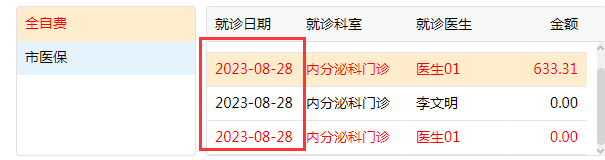 全自费
市医保
就诊日期 就诊科室 就诊医生 金额
2023-08-28 内分泌科门诊 医生01 633.31
2023-08-28 内分泌科门诊 李文明 0.00
2023-08-28 内分泌科门诊 医生01 0.00